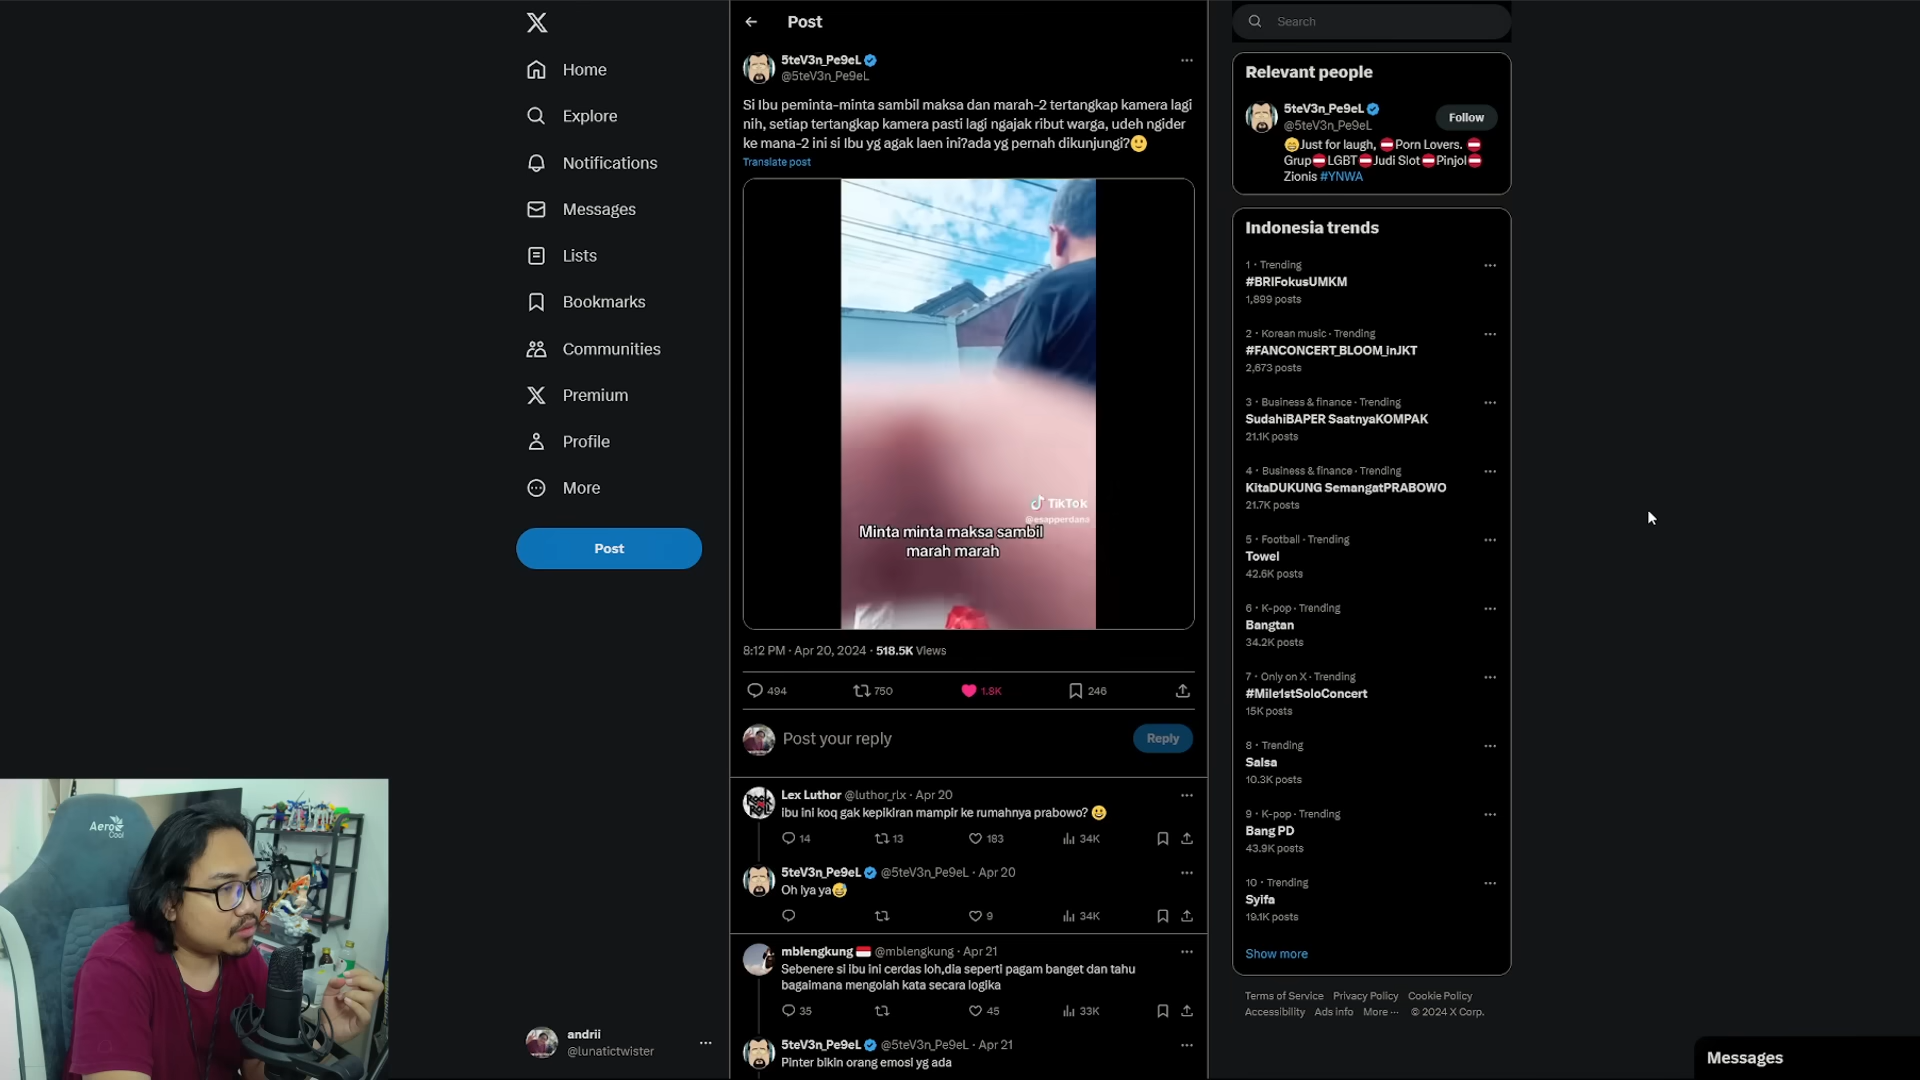 Home
Explore
Notifications
Messages
Lists
Bookmarks
Communities
Premium
Profile
More
Post
andrii
@lunatictwister
Post
5teV3n_Pe9eL
@5teV3n_Pe9eL
Si Ibu peminta-minta sambil maksa dan marah-2 tertangkap kamera lagi
nih, setiap tertangkap kamera pasti lagi ngajak ribut warga, udeh ngider
ke mana-2 ini si Ibu yg agak laen ini?ada yg pernah dikunjungi?🙂
Translate post
TikTok
@esapperdana
Minta minta maksa sambil
marah marah
8:12 PM · Apr 20, 2024 · 518.5K Views
494 750 1.8K 246
Post your reply
Reply
Lex Luthor @luthor_rlx · Apr 20
Ibu ini koq gak kepikiran mampir ke rumahnya prabowo? 😃
14 13 183 34K
5teV3n_Pe9eL @5teV3n_Pe9eL · Apr 20
Oh Iya ya😅
9 34K
mblengkung 🇮🇩 @mblengkung · Apr 21
Sebenere si ibu ini cerdas loh,dia seperti pagam banget dan tahu
bagaimana mengolah kata secara logika
35 45 33K
5teV3n_Pe9eL @5teV3n_Pe9eL · Apr 21
Pinter bikin orang emosi yg ada
Search
Relevant people
5teV3n_Pe9eL
@5teV3n_Pe9eL
Follow
😄Just for laugh, ⛔Porn Lovers. ⛔
Grup⛔LGBT⛔Judi Slot⛔Pinjol⛔
Zionis #YNWA
Indonesia trends
1 · Trending
#BRIFokusUMKM
1,899 posts
2 · Korean music · Trending
#FANCONCERT_BLOOM_inJKT
2,673 posts
3 · Business & finance · Trending
SudahiBAPER SaatnyaKOMPAK
21.1K posts
4 · Business & finance · Trending
KitaDUKUNG SemangatPRABOWO
21.7K posts
5 · Football · Trending
Towel
42.6K posts
6 · K-pop · Trending
Bangtan
34.2K posts
7 · Only on X · Trending
#Mile1stSoloConcert
15K posts
8 · Trending
Salsa
10.3K posts
9 · K-pop · Trending
Bang PD
43.9K posts
10 · Trending
Syifa
19.1K posts
Show more
Terms of Service Privacy Policy Cookie Policy
Accessibility Ads info More ··· © 2024 X Corp.
Messages
Aero
Cool